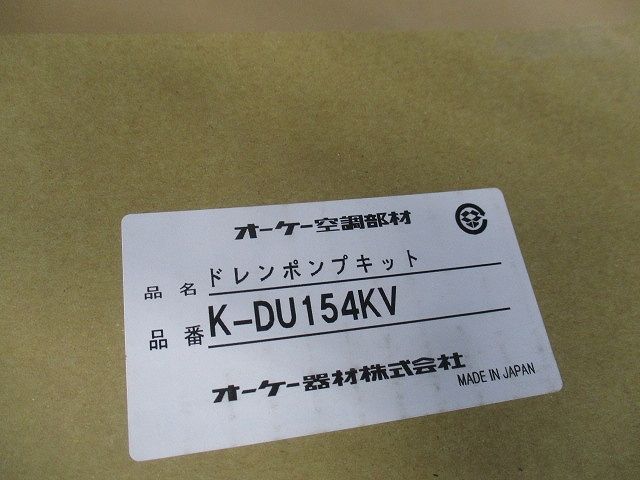 オーケー空調部材
品名 ドレンポンプキット
品番 K-DU154KV
オーケー器材株式会社
MADE IN JAPAN